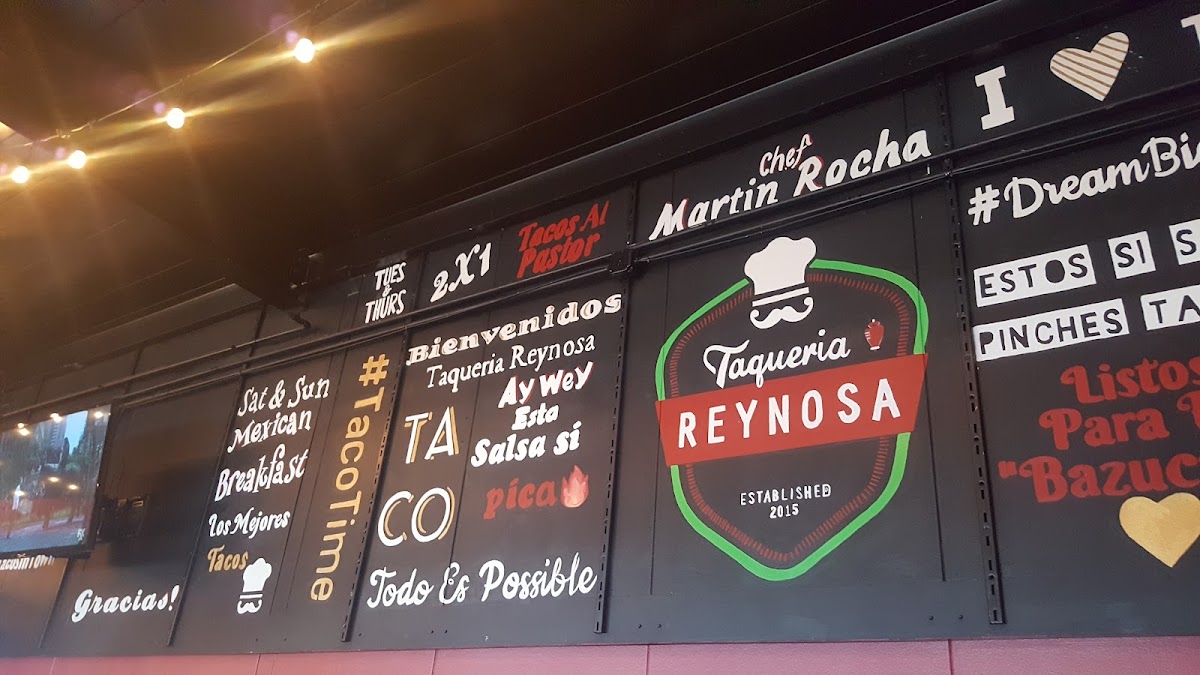 Gracias!
Sat & Sun
Mexican
Breakfast
Los Mejores
Tacos
#TacoTime
TUES
&
THURS
2X1
Tacos Al
Pastor
Bienvenidos
Taqueria Reynosa
TA
CO
Ay Wey
Esta
Salsa si
pica
Todo Es Possible
Chef
Martin Rocha
Taqueria
REYNOSA
ESTABLISHED
2015
I
ESTOS SI
PINCHES
Listos
Para